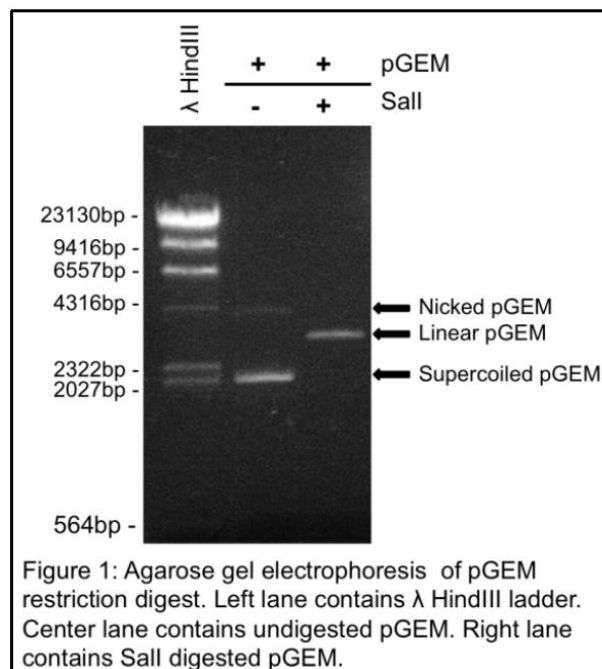 λ HindIII
+ + pGEM
- + SalI
23130bp -
9416bp -
6557bp -
4316bp -
2322bp -
2027bp -
564bp -
Nicked pGEM
Linear pGEM
Supercoiled pGEM
Figure 1: Agarose gel electrophoresis of pGEM
restriction digest. Left lane contains λ HindIII ladder.
Center lane contains undigested pGEM. Right lane
contains SalI digested pGEM.